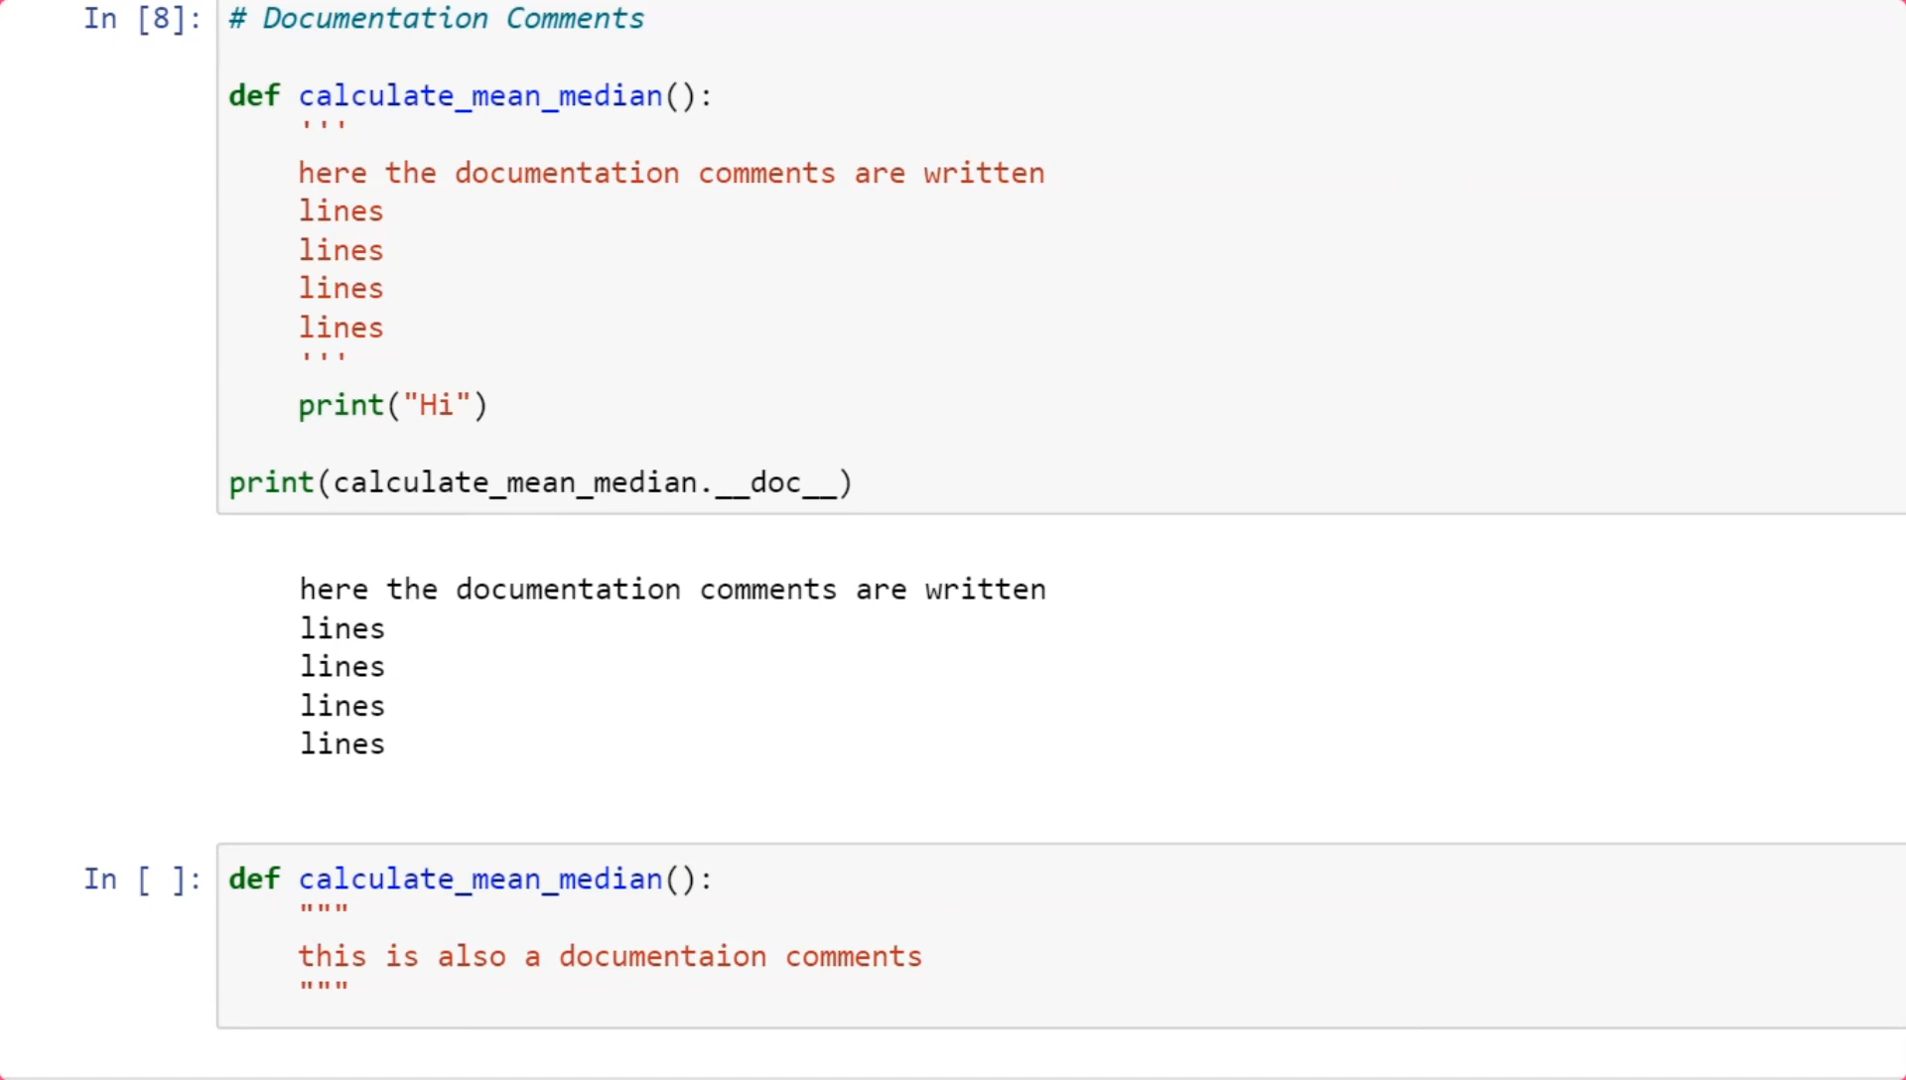 In [8]: # Documentation Comments
def calculate_mean_median():
'''
here the documentation comments are written
lines
lines
lines
lines
'''
print("Hi")
print(calculate_mean_median.__doc__)
here the documentation comments are written
lines
lines
lines
lines
In [ ]: def calculate_mean_median():
"""
this is also a documentaion comments
"""